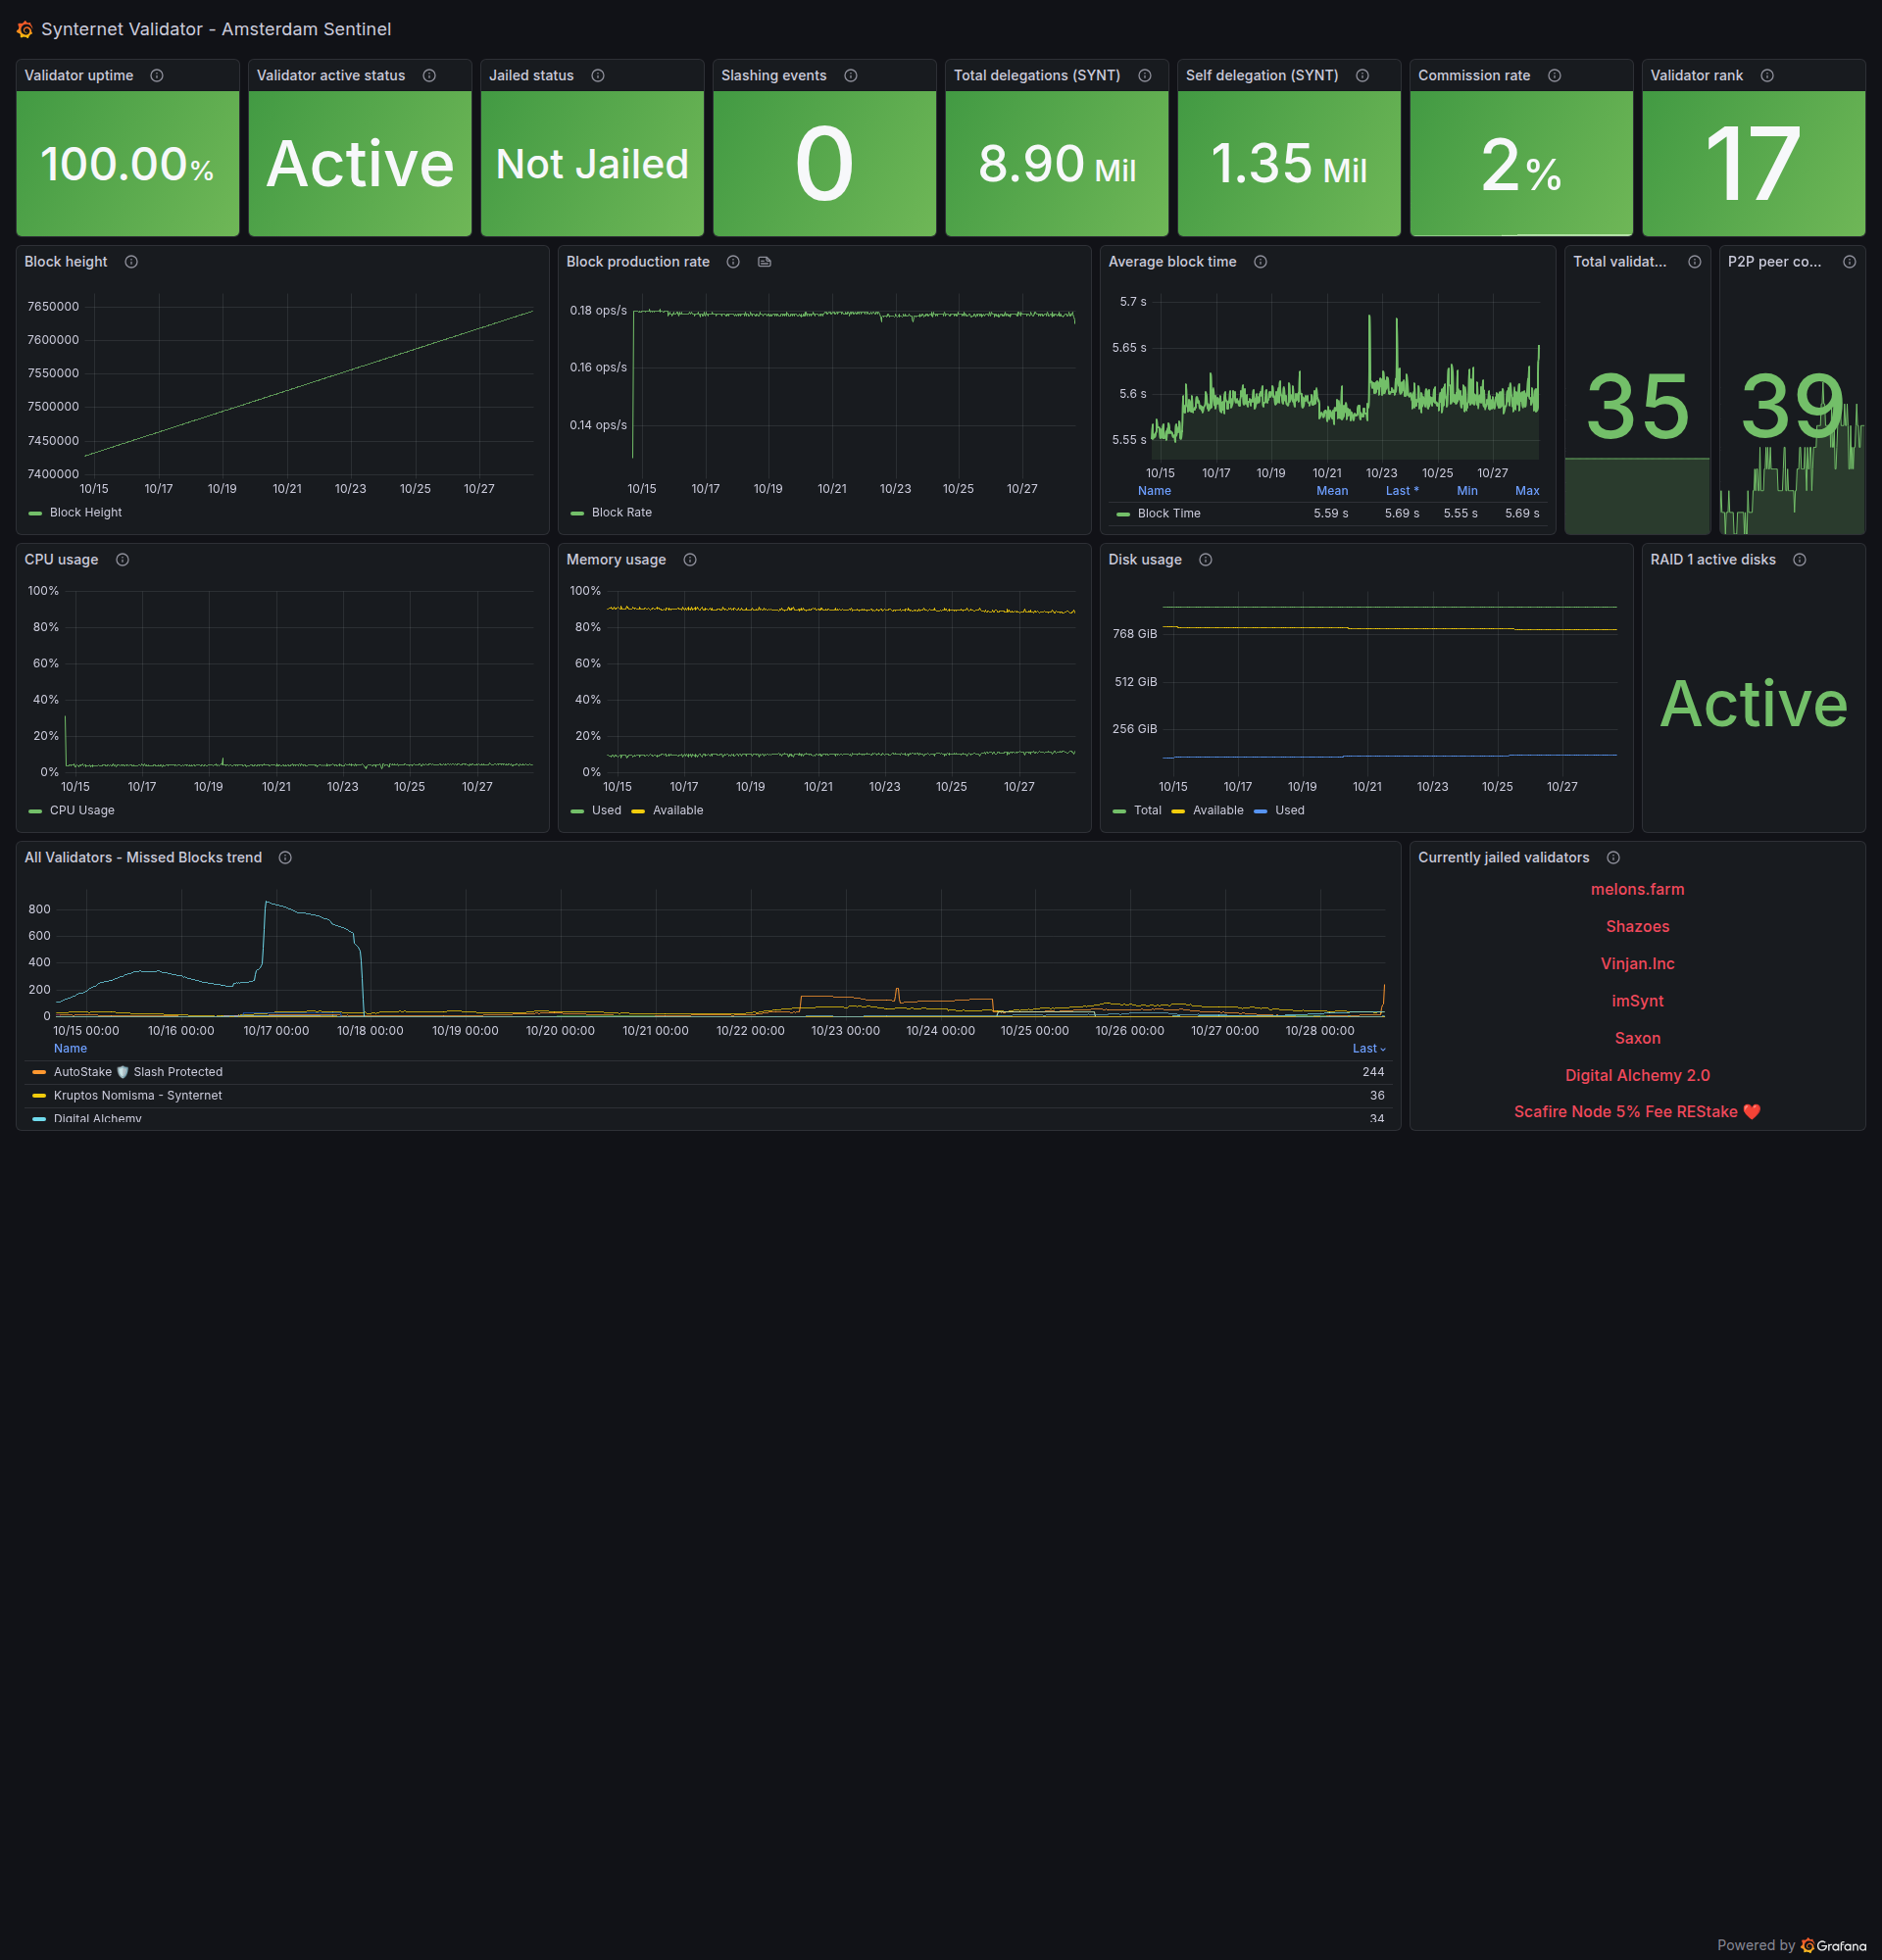 Synternet Validator - Amsterdam Sentinel
Validator uptime
100.00%
Validator active status
Active
Jailed status
Not Jailed
Slashing events
0
Total delegations (SYNT)
8.90 Mil
Self delegation (SYNT)
1.35 Mil
Commission rate
2%
Validator rank
17
Block height
7650000
7600000
7550000
7500000
7450000
7400000
10/15 10/17 10/19 10/21 10/23 10/25 10/27
Block Height
Block production rate
0.18 ops/s
0.16 ops/s
0.14 ops/s
10/15 10/17 10/19 10/21 10/23 10/25 10/27
Block Rate
Average block time
5.7 s
5.65 s
5.6 s
5.55 s
10/15 10/17 10/19 10/21 10/23 10/25 10/27
Name Mean Last * Min Max
Block TIme 5.59 s 5.69 s 5.55 s 5.69 s
Total validat...
35
P2P peer co...
39
CPU usage
100%
80%
60%
40%
20%
0%
10/15 10/17 10/19 10/21 10/23 10/25 10/27
CPU Usage
Memory usage
100%
80%
60%
40%
20%
0%
10/15 10/17 10/19 10/21 10/23 10/25 10/27
Used Available
Disk usage
768 GiB
512 GiB
256 GiB
10/15 10/17 10/19 10/21 10/23 10/25 10/27
Total Available Used
RAID 1 active disks
Active
All Validators - Missed Blocks trend
800
600
400
200
0
10/15 00:00 10/16 00:00 10/17 00:00 10/18 00:00 10/19 00:00 10/20 00:00 10/21 00:00 10/22 00:00 10/23 00:00 10/24 00:00 10/25 00:00 10/26 00:00 10/27 00:00 10/28 00:00
Name Last
AutoStake 🛡️ Slash Protected 244
Kruptos Nomisma - Synternet 36
Digital Alchemy 34
Currently jailed validators
melons.farm
Shazoes
Vinjan.Inc
imSynt
Saxon
Digital Alchemy 2.0
Scafire Node 5% Fee REStake ❤️
Powered by Grafana